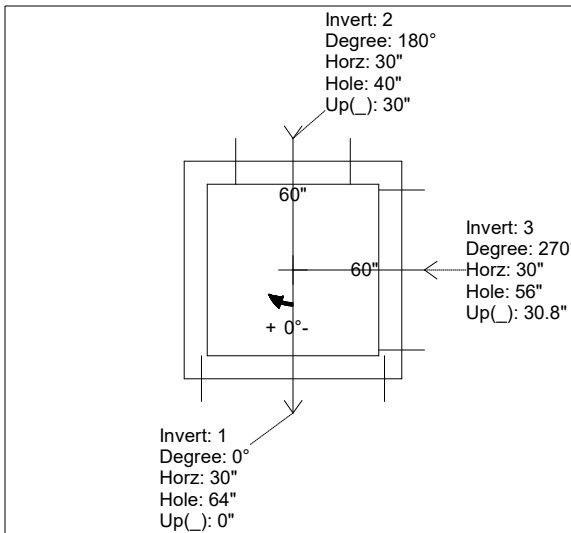 Invert: 2
Degree: 180°
Horz: 30"
Hole: 40"
Up(_): 30"
60"
60"
Invert: 3
Degree: 270°
Horz: 30"
Hole: 56"
Up(_): 30.8"
+ 0°-
Invert: 1
Degree: 0°
Horz: 30"
Hole: 64"
Up(_): 0"